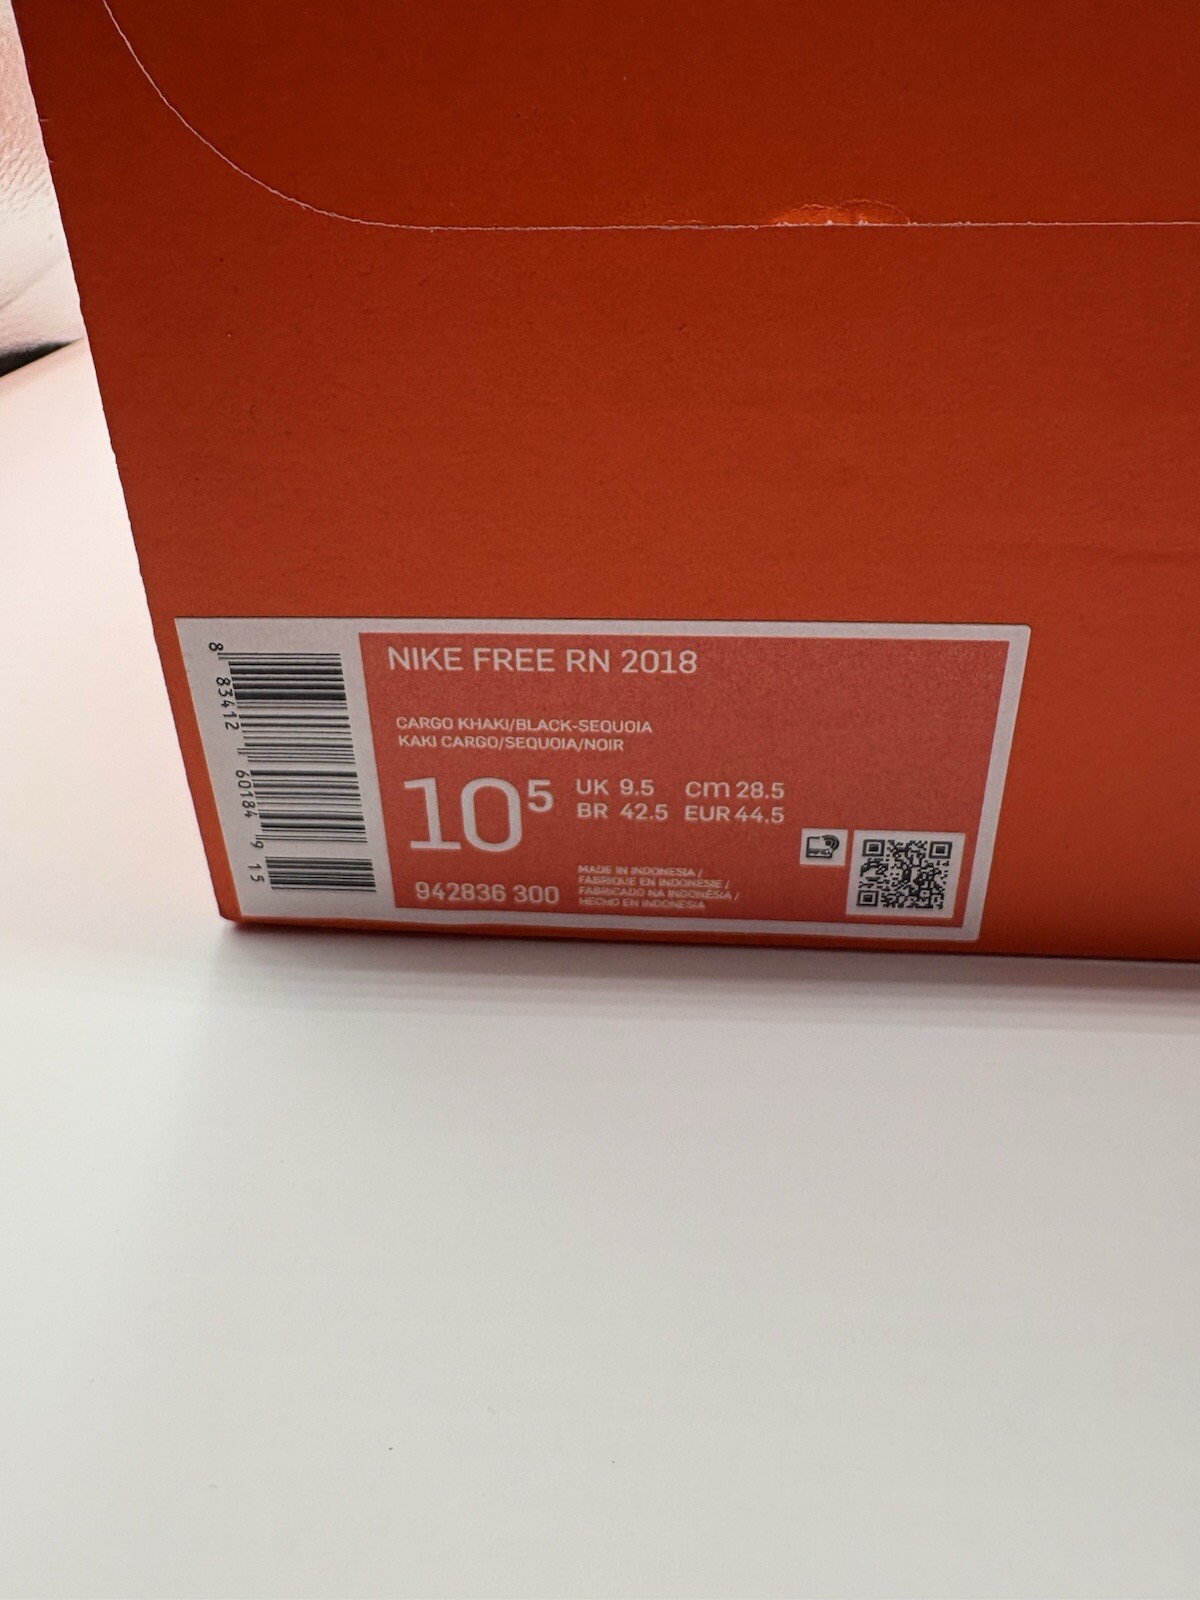 8 83412 60184 9 15
NIKE FREE RN 2018
CARGO KHAKI/BLACK-SEQUOIA
KAKI CARGO/SEQUOIA/NOIR
10⁵
UK 9.5 cm 28.5
BR 42.5 EUR 44.5
942836 300
MADE IN INDONESIA /
FABRIQUE EN INDONESIE /
FABRICADO NA INDONÉSIA /
HECHO EN INDONESIA